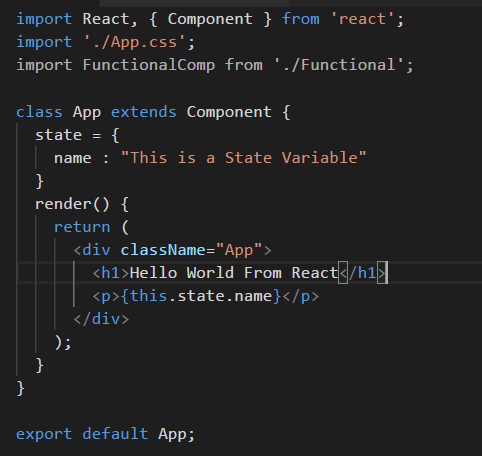 import React, { Component } from 'react';
import './App.css';
import FunctionalComp from './Functional';

class App extends Component {
  state = {
    name : "This is a State Variable"
  }
  render() {
    return (
      <div className="App">
        <h1>Hello World From React</h1>
        <p>{this.state.name}</p>
      </div>
    );
  }
}

export default App;